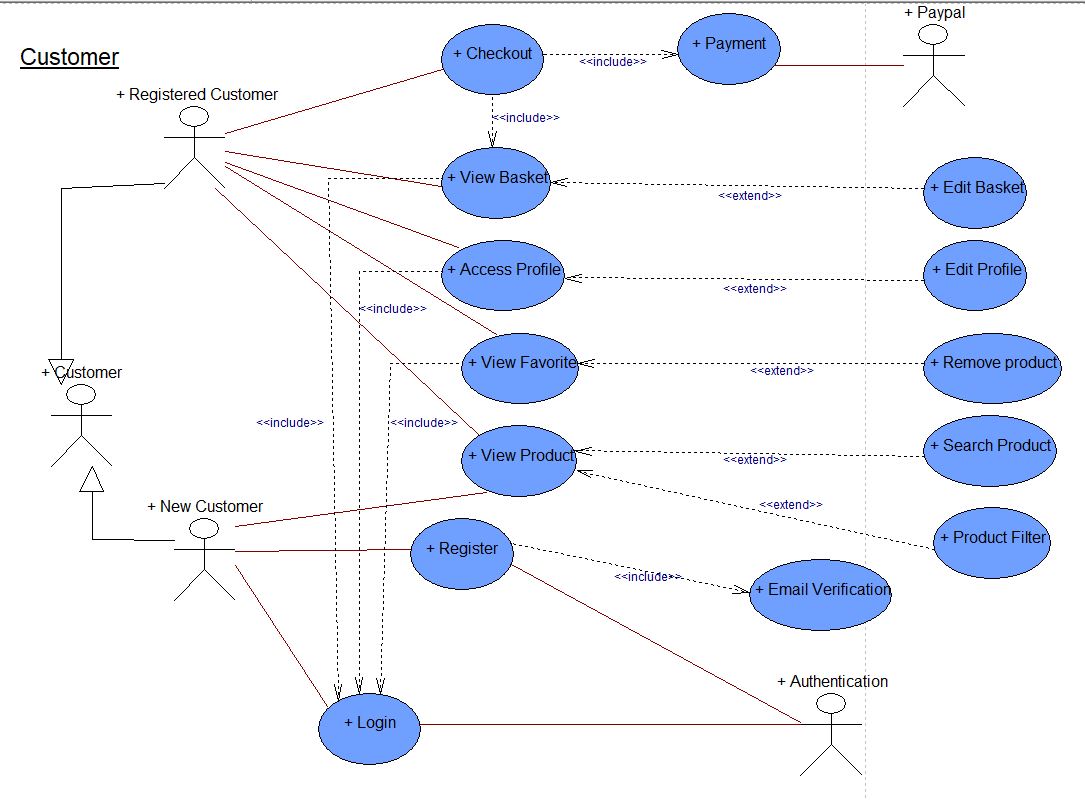 + Paypal
Customer
+ Checkout
+ Payment
<<include>>
+ Registered Customer
<<include>>
+ View Basket
+ Edit Basket
<<extend>>
+ Access Profile
+ Edit Profile
<<extend>>
<<include>>
+ View Favorite
+ Remove product
<<extend>>
+ Customer
<<include>>
<<include>>
+ View Product
+ Search Product
<<extend>>
<<extend>>
+ New Customer
+ Product Filter
+ Register
<<include>>
+ Email Verification
+ Authentication
+ Login